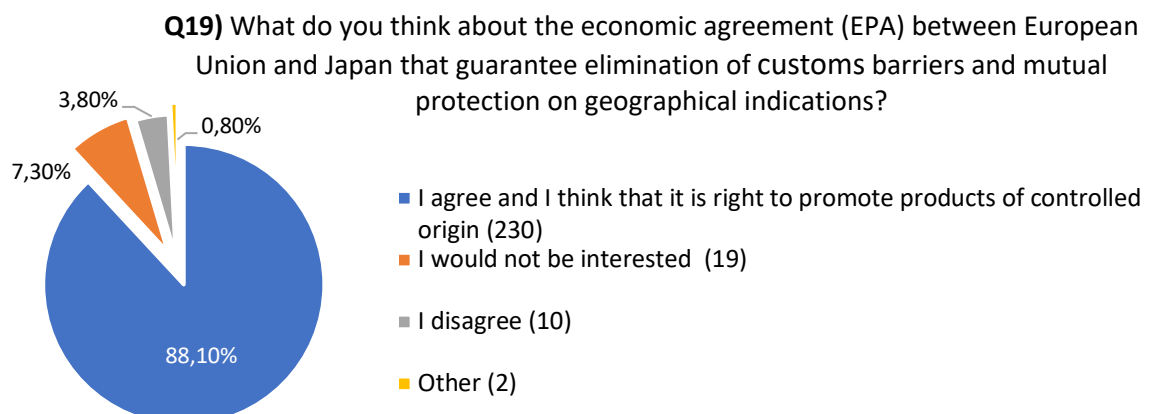 Q19) What do you think about the economic agreement (EPA) between European
Union and Japan that guarantee elimination of customs barriers and mutual
protection on geographical indications?
3,80%
0,80%
7,30%
88,10%
I agree and I think that it is right to promote products of controlled
origin (230)
I would not be interested (19)
I disagree (10)
Other (2)